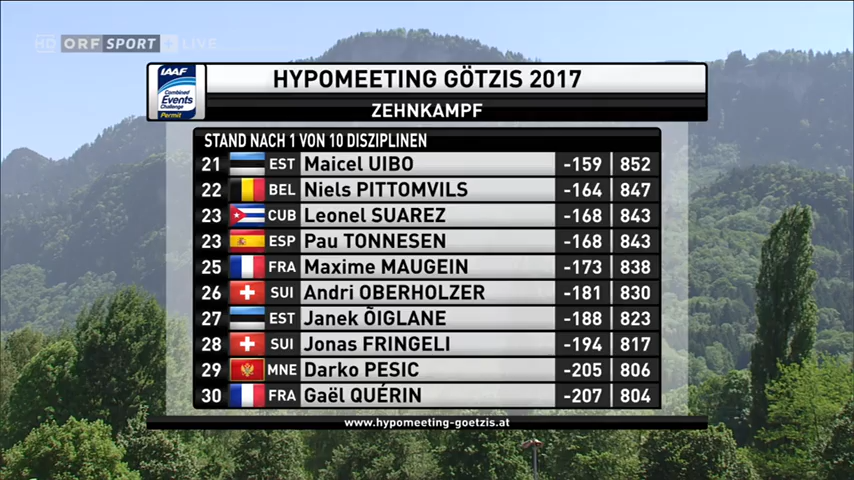 HD ORF SPORT + LIVE
IAAF
Combined
Events
Challenge
Permit
HYPOMEETING GÖTZIS 2017
ZEHNKAMPF
STAND NACH 1 VON 10 DISZIPLINEN
21 EST Maicel UIBO -159 852
22 BEL Niels PITTOMVILS -164 847
23 CUB Leonel SUAREZ -168 843
23 ESP Pau TONNESEN -168 843
25 FRA Maxime MAUGEIN -173 838
26 SUI Andri OBERHOLZER -181 830
27 EST Janek ÕIGLANE -188 823
28 SUI Jonas FRINGELI -194 817
29 MNE Darko PESIC -205 806
30 FRA Gaël QUÉRIN -207 804
www.hypomeeting-goetzis.at